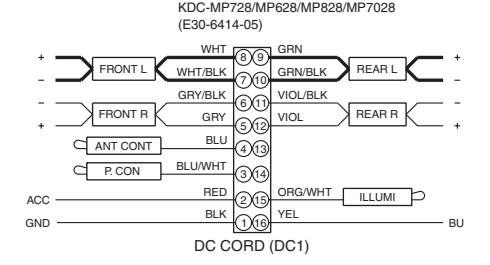 KDC-MP728/MP628/MP828/MP7028
(E30-6414-05)
+ FRONT L WHT 8 9 GRN REAR L +
- WHT/BLK 7 10 GRN/BLK -
- FRONT R GRY/BLK 6 11 VIOL/BLK REAR R -
+ GRY 5 12 VIOL +
ANT CONT BLU 4 13
P. CON BLU/WHT 3 14
ACC RED 2 15 ORG/WHT ILLUMI
GND BLK 1 16 YEL BU
DC CORD (DC1)